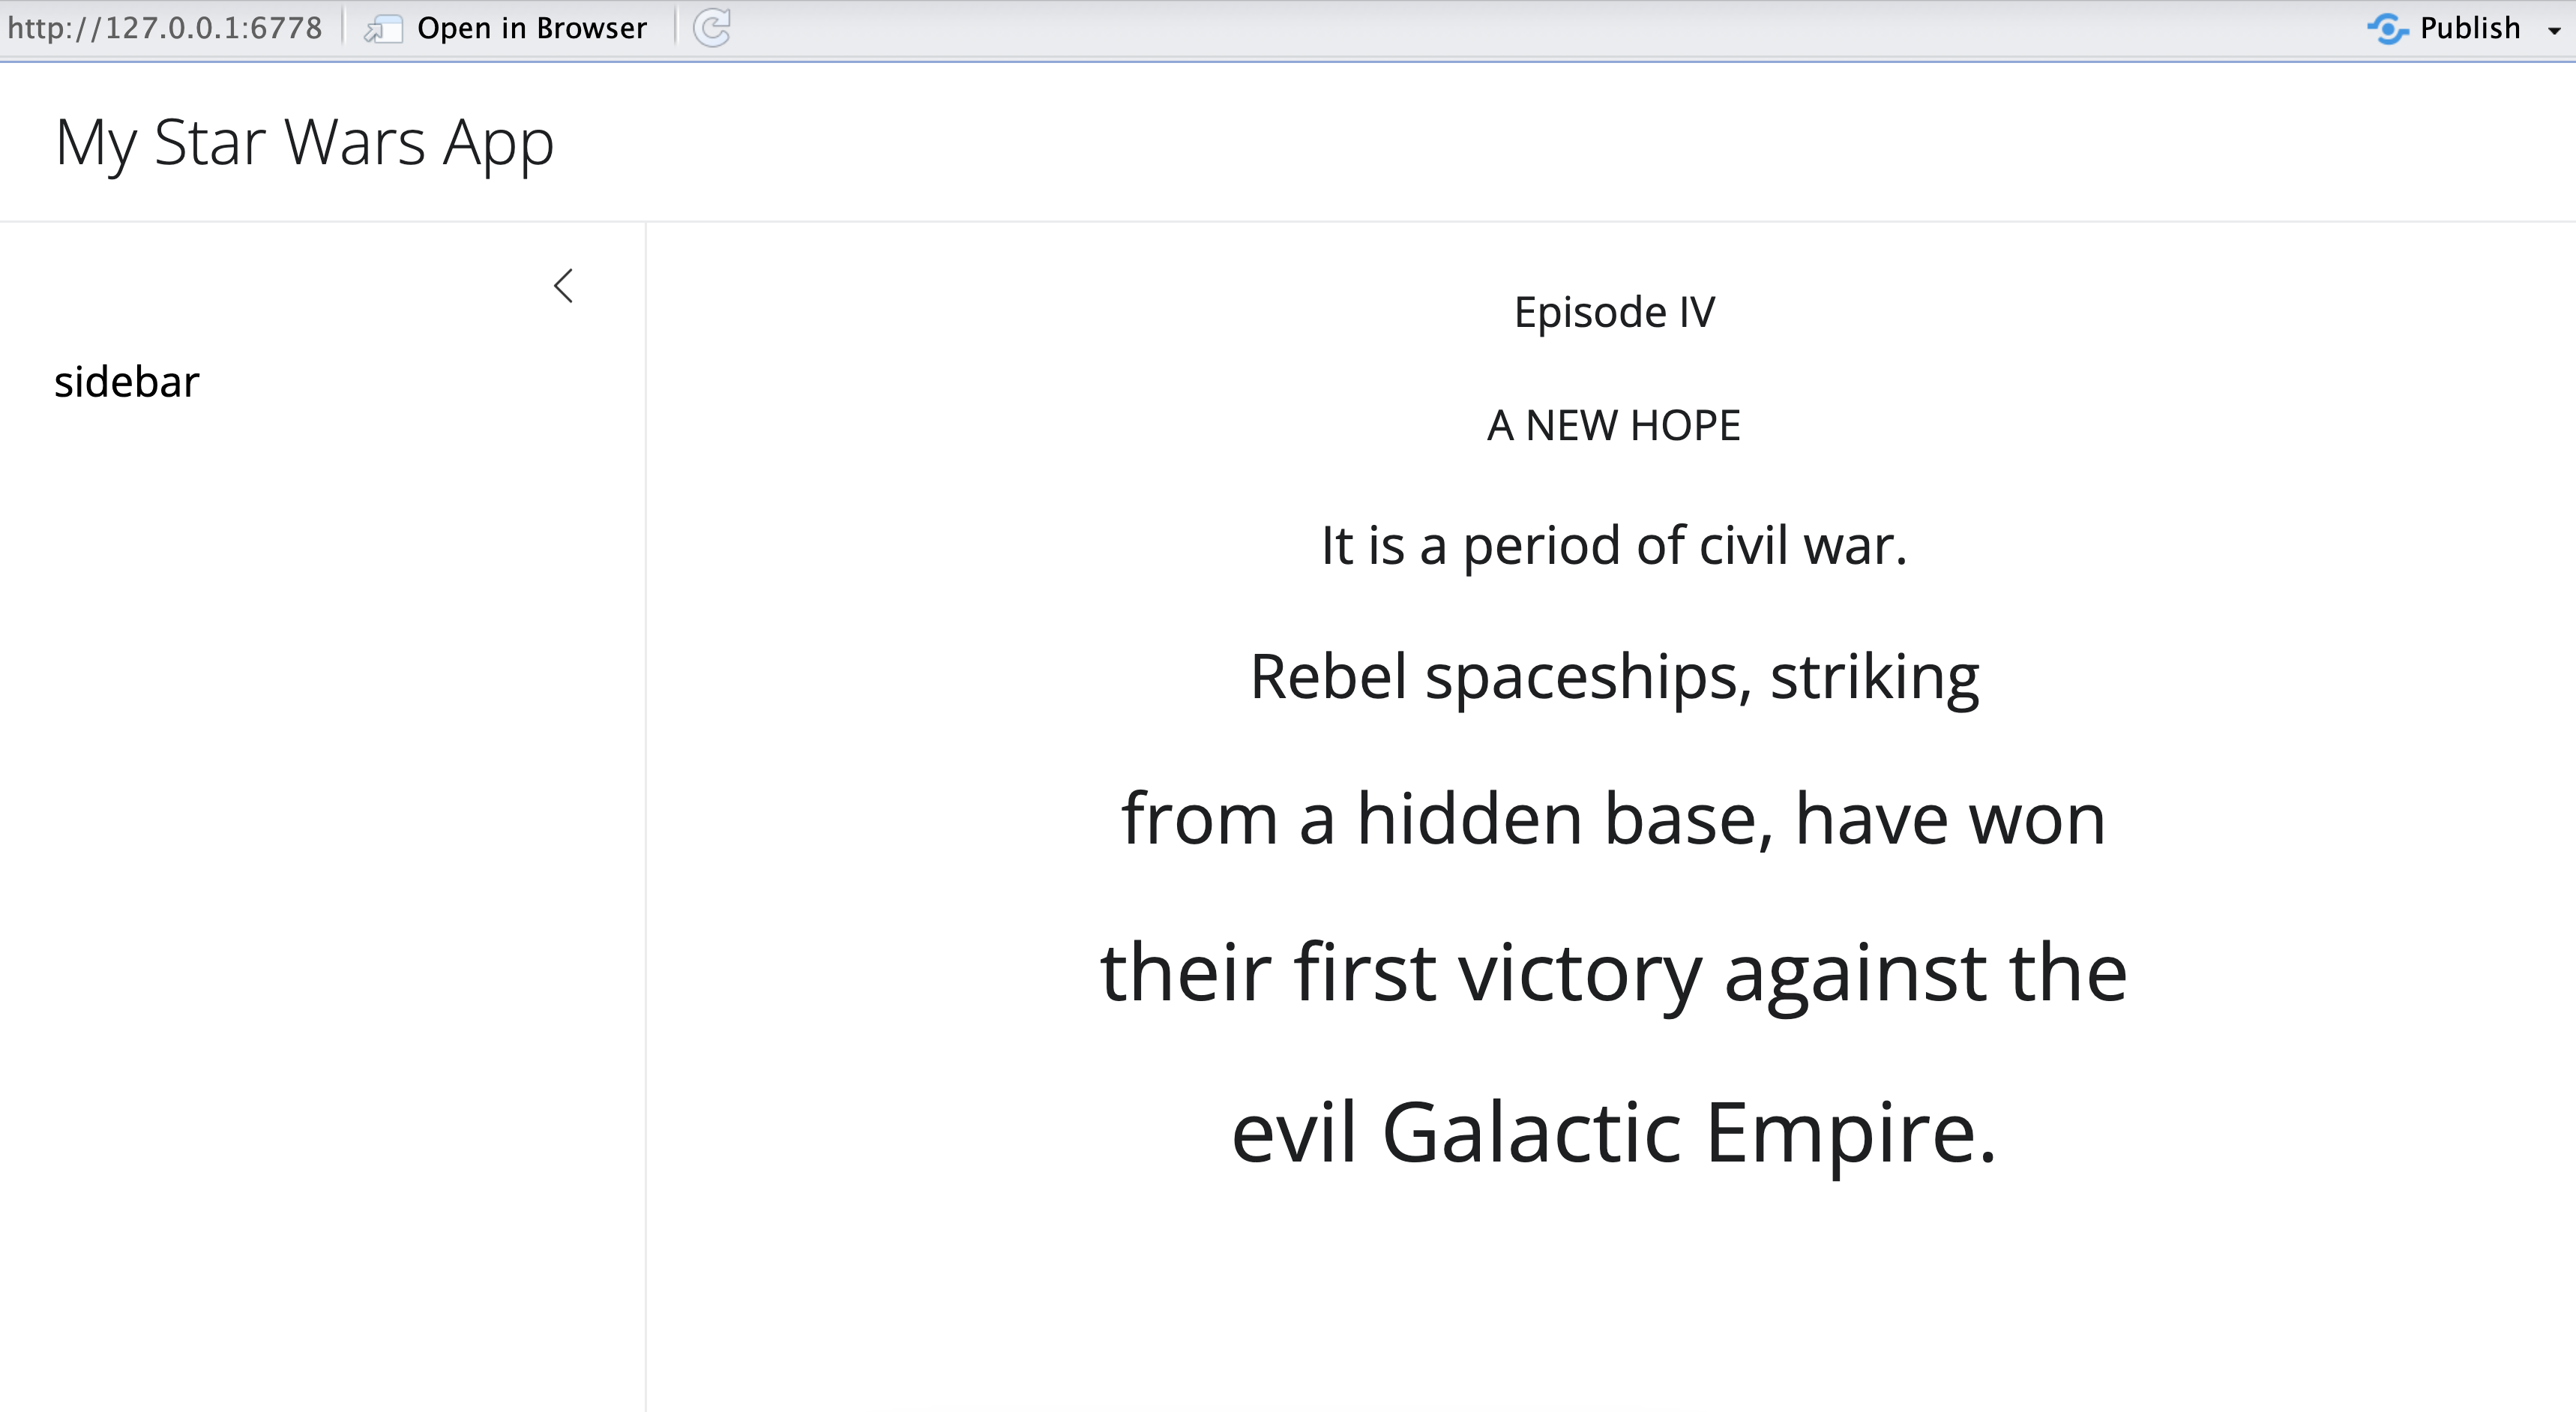 http://127.0.0.1:6778 Open in Browser Publish
My Star Wars App
sidebar
Episode IV
A NEW HOPE
It is a period of civil war.
Rebel spaceships, striking
from a hidden base, have won
their first victory against the
evil Galactic Empire.